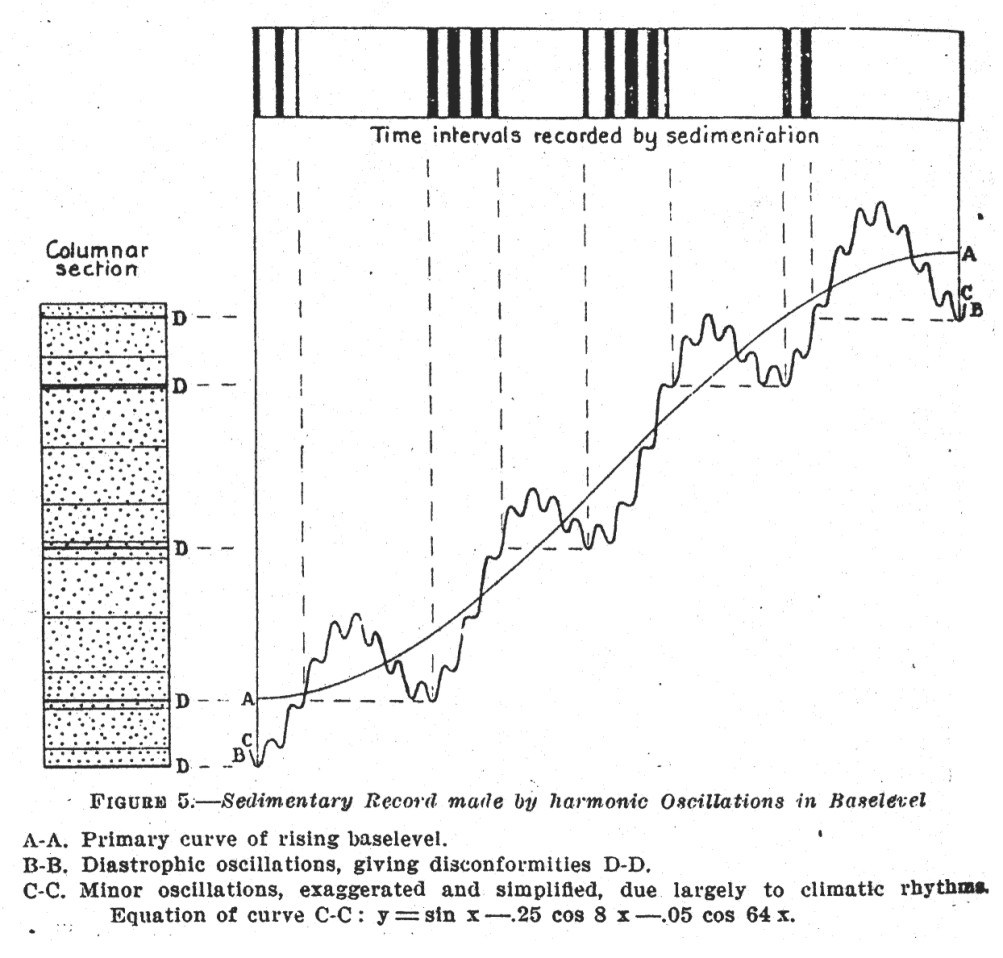 Time intervals recorded by sedimentation
Columnar
section
D
D
D
D
D
A
C
B
A
C
B
FIGURE 5.—Sedimentary Record made by harmonic Oscillations in Baselevel
A-A. Primary curve of rising baselevel.
B-B. Diastrophic oscillations, giving disconformities D-D.
C-C. Minor oscillations, exaggerated and simplified, due largely to climatic rhythms.
Equation of curve C-C: y=sin x—.25 cos 8 x—.05 cos 64 x.